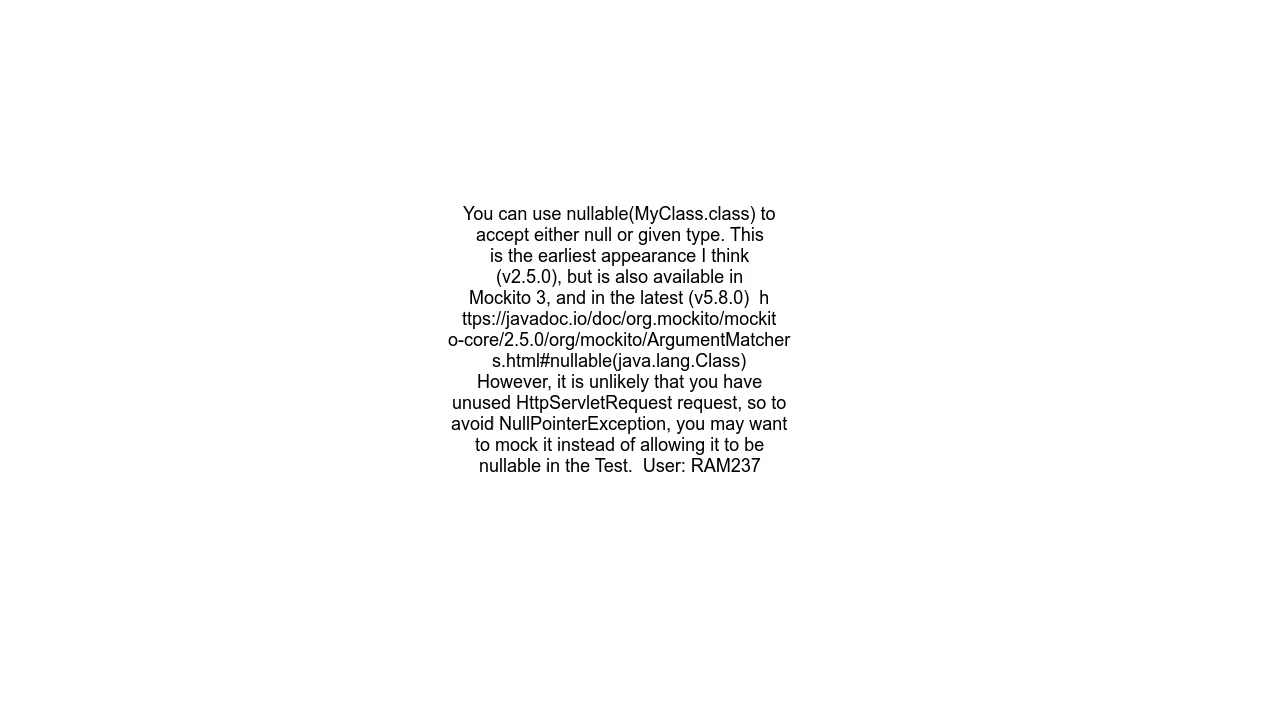 You can use nullable(MyClass.class) to
accept either null or given type. This
is the earliest appearance I think
(v2.5.0), but is also available in
Mockito 3, and in the latest (v5.8.0)  h
ttps://javadoc.io/doc/org.mockito/mockit
o-core/2.5.0/org/mockito/ArgumentMatcher
s.html#nullable(java.lang.Class)
However, it is unlikely that you have
unused HttpServletRequest request, so to
avoid NullPointerException, you may want
to mock it instead of allowing it to be
nullable in the Test.  User: RAM237